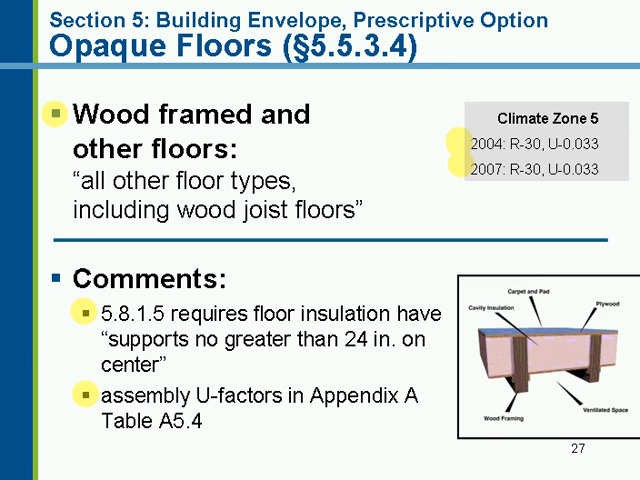 Section 5: Building Envelope, Prescriptive Option
Opaque Floors (§5.5.3.4)
Wood framed and
other floors:
“all other floor types,
including wood joist floors”
Climate Zone 5
2004: R-30, U-0.033
2007: R-30, U-0.033
Comments:
5.8.1.5 requires floor insulation have
“supports no greater than 24 in. on
center”
assembly U-factors in Appendix A
Table A5.4
Carpet and Pad
Cavity Insulation
Plywood
Wood Framing
Ventilated Space
27